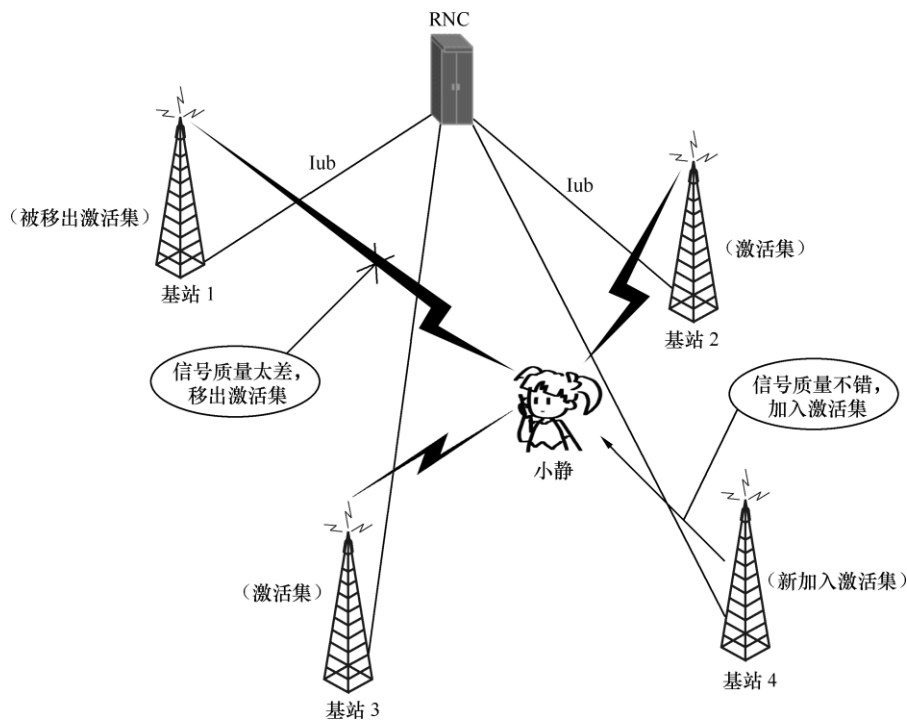 RNC
Iub
Iub
（被移出激活集）
（激活集）
基站 1
基站 2
信号质量太差，
移出激活集
信号质量不错，
加入激活集
小静
（激活集）
（新加入激活集）
基站 3
基站 4